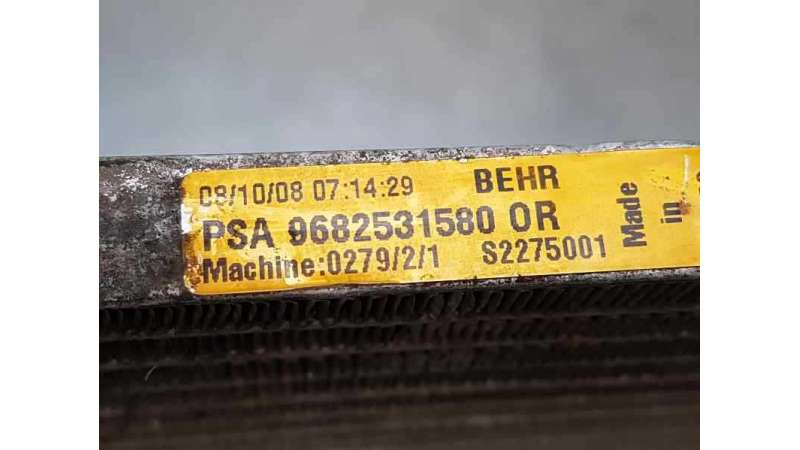 08/10/08 07:14:29 BEHR
PSA 9682531580 OR
Machine:0279/2/1 S2275001
Made
in